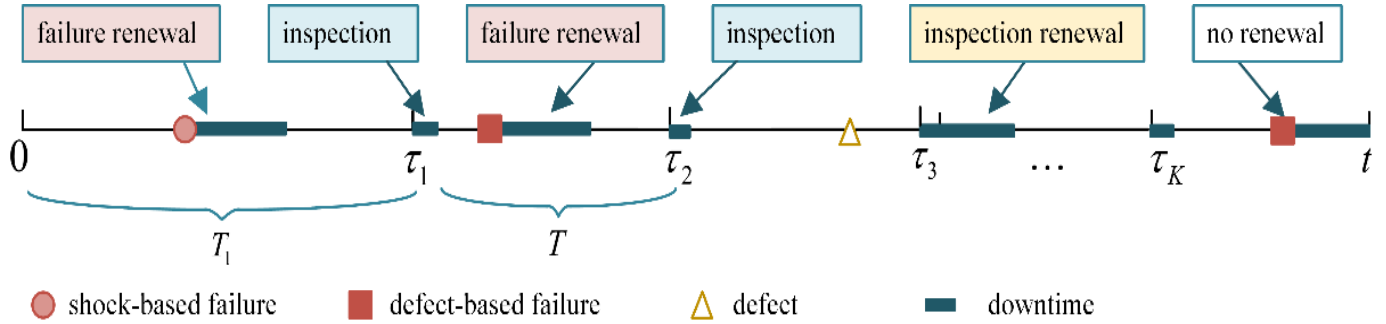 failure renewal
inspection
failure renewal
inspection
inspection renewal
no renewal
0
τ₁
τ₂
τ₃
...
τ_K
t
T₁
T
shock-based failure
defect-based failure
defect
downtime